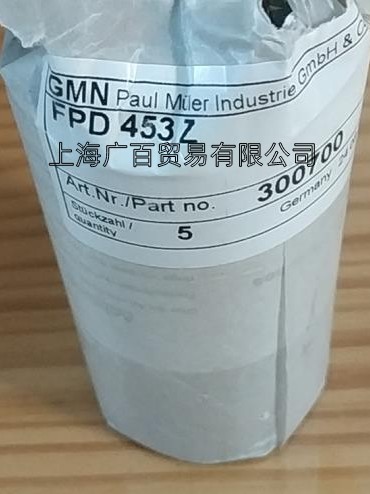 GMN Paul Müller Industrie GmbH & Co
FPD 453Z
上海广百贸易有限公司
Art.Nr./Part no. 300700
Germany
Stückzahl /
quantity 5